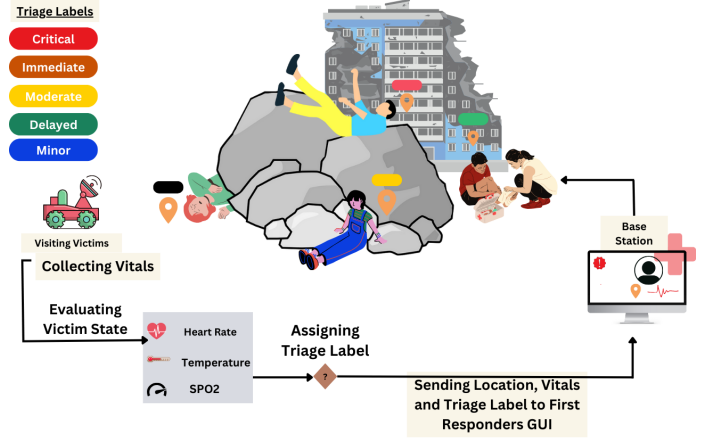 Triage Labels
Critical
Immediate
Moderate
Delayed
Minor
Visiting Victims
Collecting Vitals
Evaluating
Victim State
Heart Rate
Temperature
SPO2
Assigning
Triage Label
?
Sending Location, Vitals
and Triage Label to First
Responders GUI
Base
Station